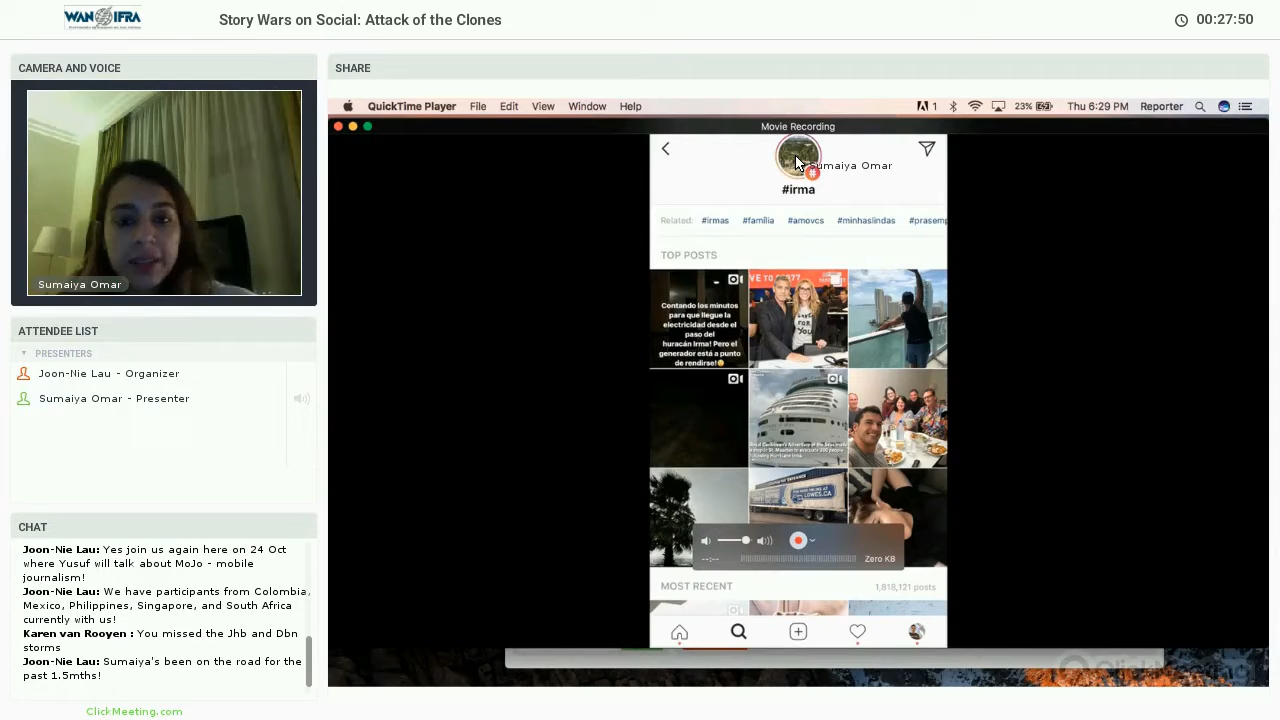 WAN IFRA
Story Wars on Social: Attack of the Clones
00:27:50
CAMERA AND VOICE
Sumaiya Omar
ATTENDEE LIST
PRESENTERS
Joon-Nie Lau - Organizer
Sumaiya Omar - Presenter
CHAT
Joon-Nie Lau: Yes join us again here on 24 Oct
where Yusuf will talk about MoJo - mobile
journalism!
Joon-Nie Lau: We have participants from Colombia,
Mexico, Philippines, Singapore, and South Africa
currently with us!
Karen van Rooyen : You missed the Jhb and Dbn
storms
Joon-Nie Lau: Sumaiya's been on the road for the
past 1.5mths!
ClickMeeting.com
SHARE
QuickTime Player File Edit View Window Help
1 23% Thu 6:29 PM Reporter
Movie Recording
Sumaiya Omar
#
#irma
Related: #irmas #família #amovcs #minhaslindas #prasemp
TOP POSTS
Contando los minutos
para que llegue la
electricidad desde el
paso del
huracán Irma! Pero el
generador está a punto
de rendirse!
FOR
YOU
LOWES.CA
--:-- Zero KB
MOST RECENT 1,818,121 posts
ClickMeeting